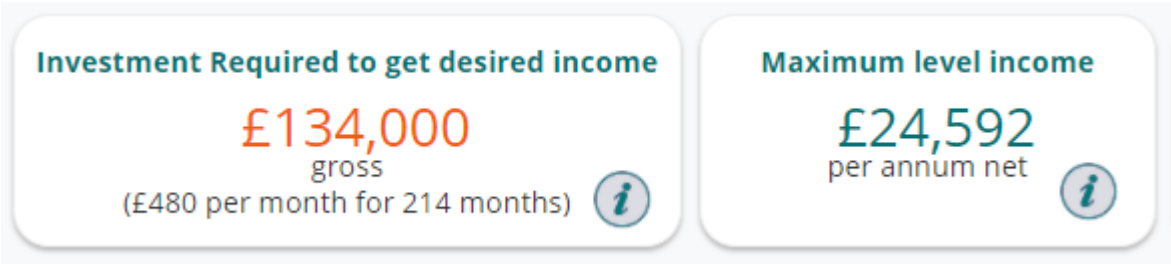 Investment Required to get desired income
£134,000
gross
(£480 per month for 214 months)
i
Maximum level income
£24,592
per annum net
i